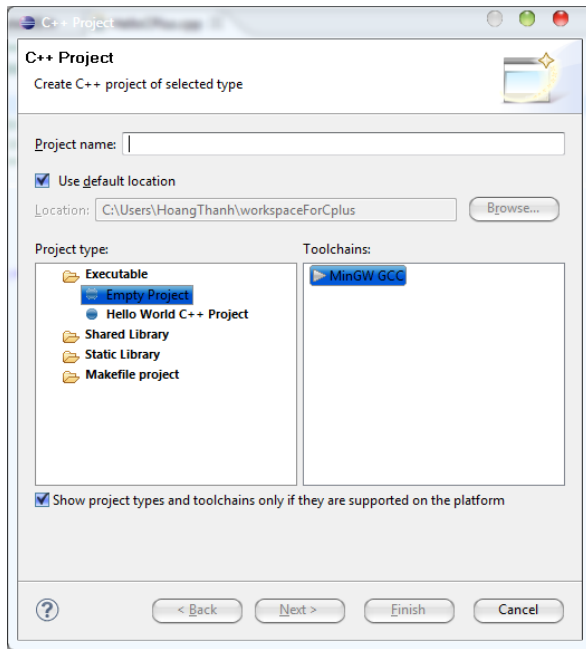 C++ Project
C++ Project
Create C++ project of selected type
Project name:
Use default location
Location: C:\Users\HoangThanh\workspaceForCplus Browse...
Project type: Toolchains:
Executable MinGW GCC
Empty Project
Hello World C++ Project
Shared Library
Static Library
Makefile project
Show project types and toolchains only if they are supported on the platform
? < Back Next > Finish Cancel